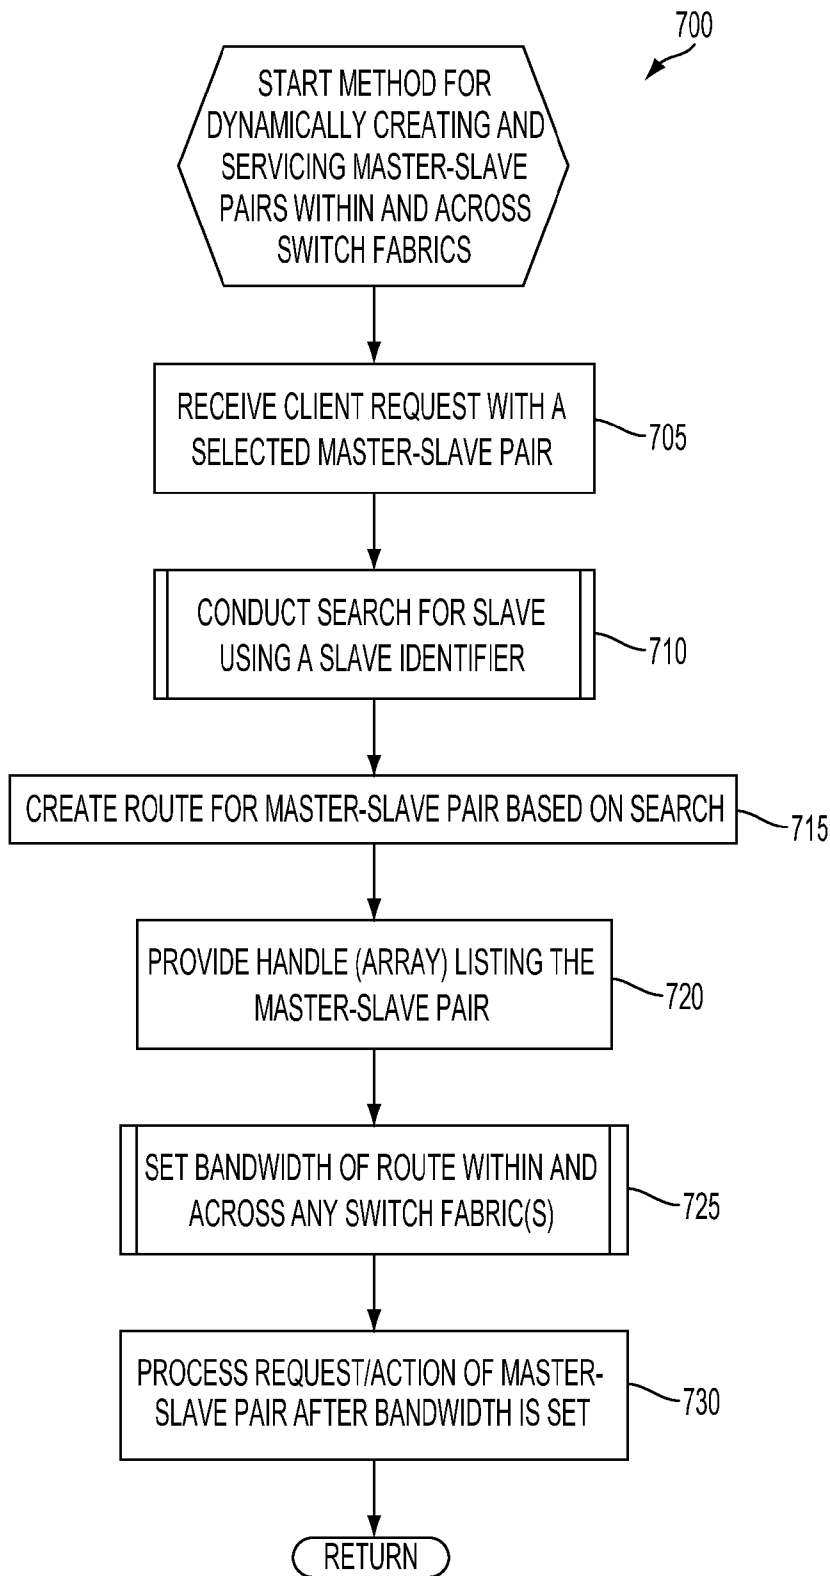 700
START METHOD FOR
DYNAMICALLY CREATING AND
SERVICING MASTER-SLAVE
PAIRS WITHIN AND ACROSS
SWITCH FABRICS
RECEIVE CLIENT REQUEST WITH A
SELECTED MASTER-SLAVE PAIR
705
CONDUCT SEARCH FOR SLAVE
USING A SLAVE IDENTIFIER
710
CREATE ROUTE FOR MASTER-SLAVE PAIR BASED ON SEARCH
715
PROVIDE HANDLE (ARRAY) LISTING THE
MASTER-SLAVE PAIR
720
SET BANDWIDTH OF ROUTE WITHIN AND
ACROSS ANY SWITCH FABRIC(S)
725
PROCESS REQUEST/ACTION OF MASTER-
SLAVE PAIR AFTER BANDWIDTH IS SET
730
RETURN